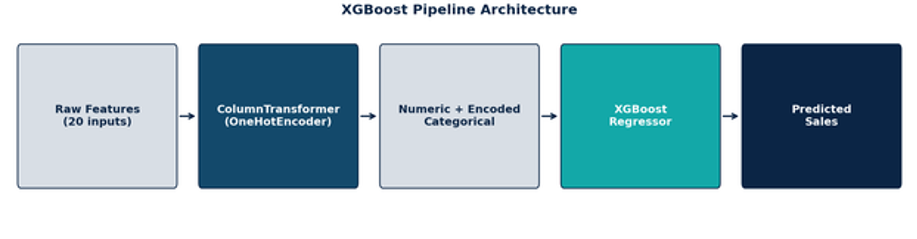 XGBoost Pipeline Architecture
Raw Features
(20 inputs)
ColumnTransformer
(OneHotEncoder)
Numeric + Encoded
Categorical
XGBoost
Regressor
Predicted
Sales